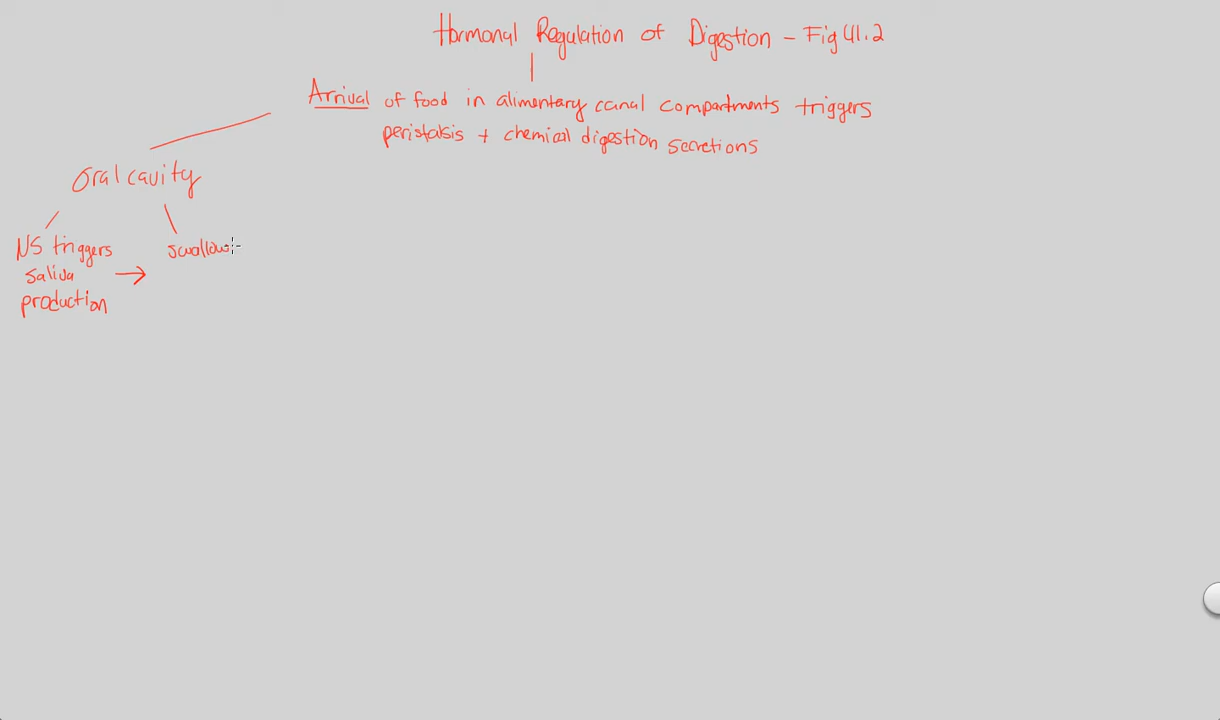 Hormonal Regulation of Digestion - Fig 41.2
Arrival of food in alimentary canal compartments triggers
peristalsis + chemical digestion secretions
Oral cavity
NS triggers
saliva →
production
swallow